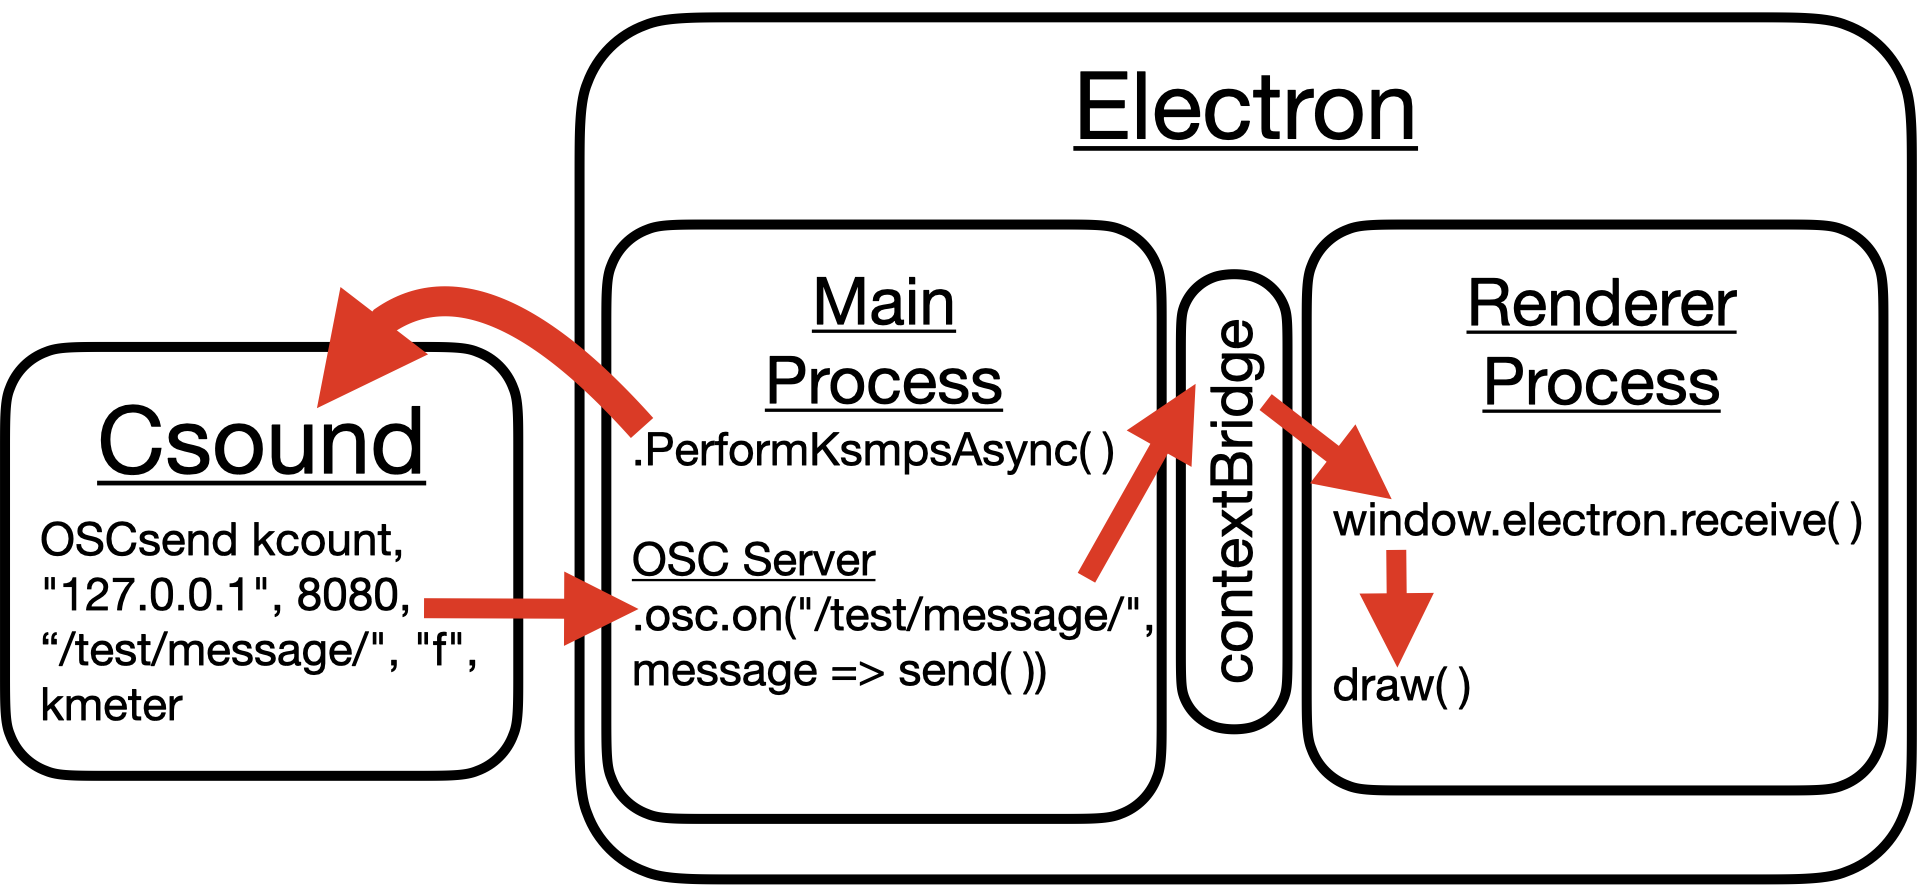 Electron
Csound
OSCsend kcount,
"127.0.0.1", 8080,
“/test/message/", "f",
kmeter
Main
Process
.PerformKsmpsAsync()
OSC Server
.osc.on("/test/message/",
message => send())
contextBridge
Renderer
Process
window.electron.receive()
draw()